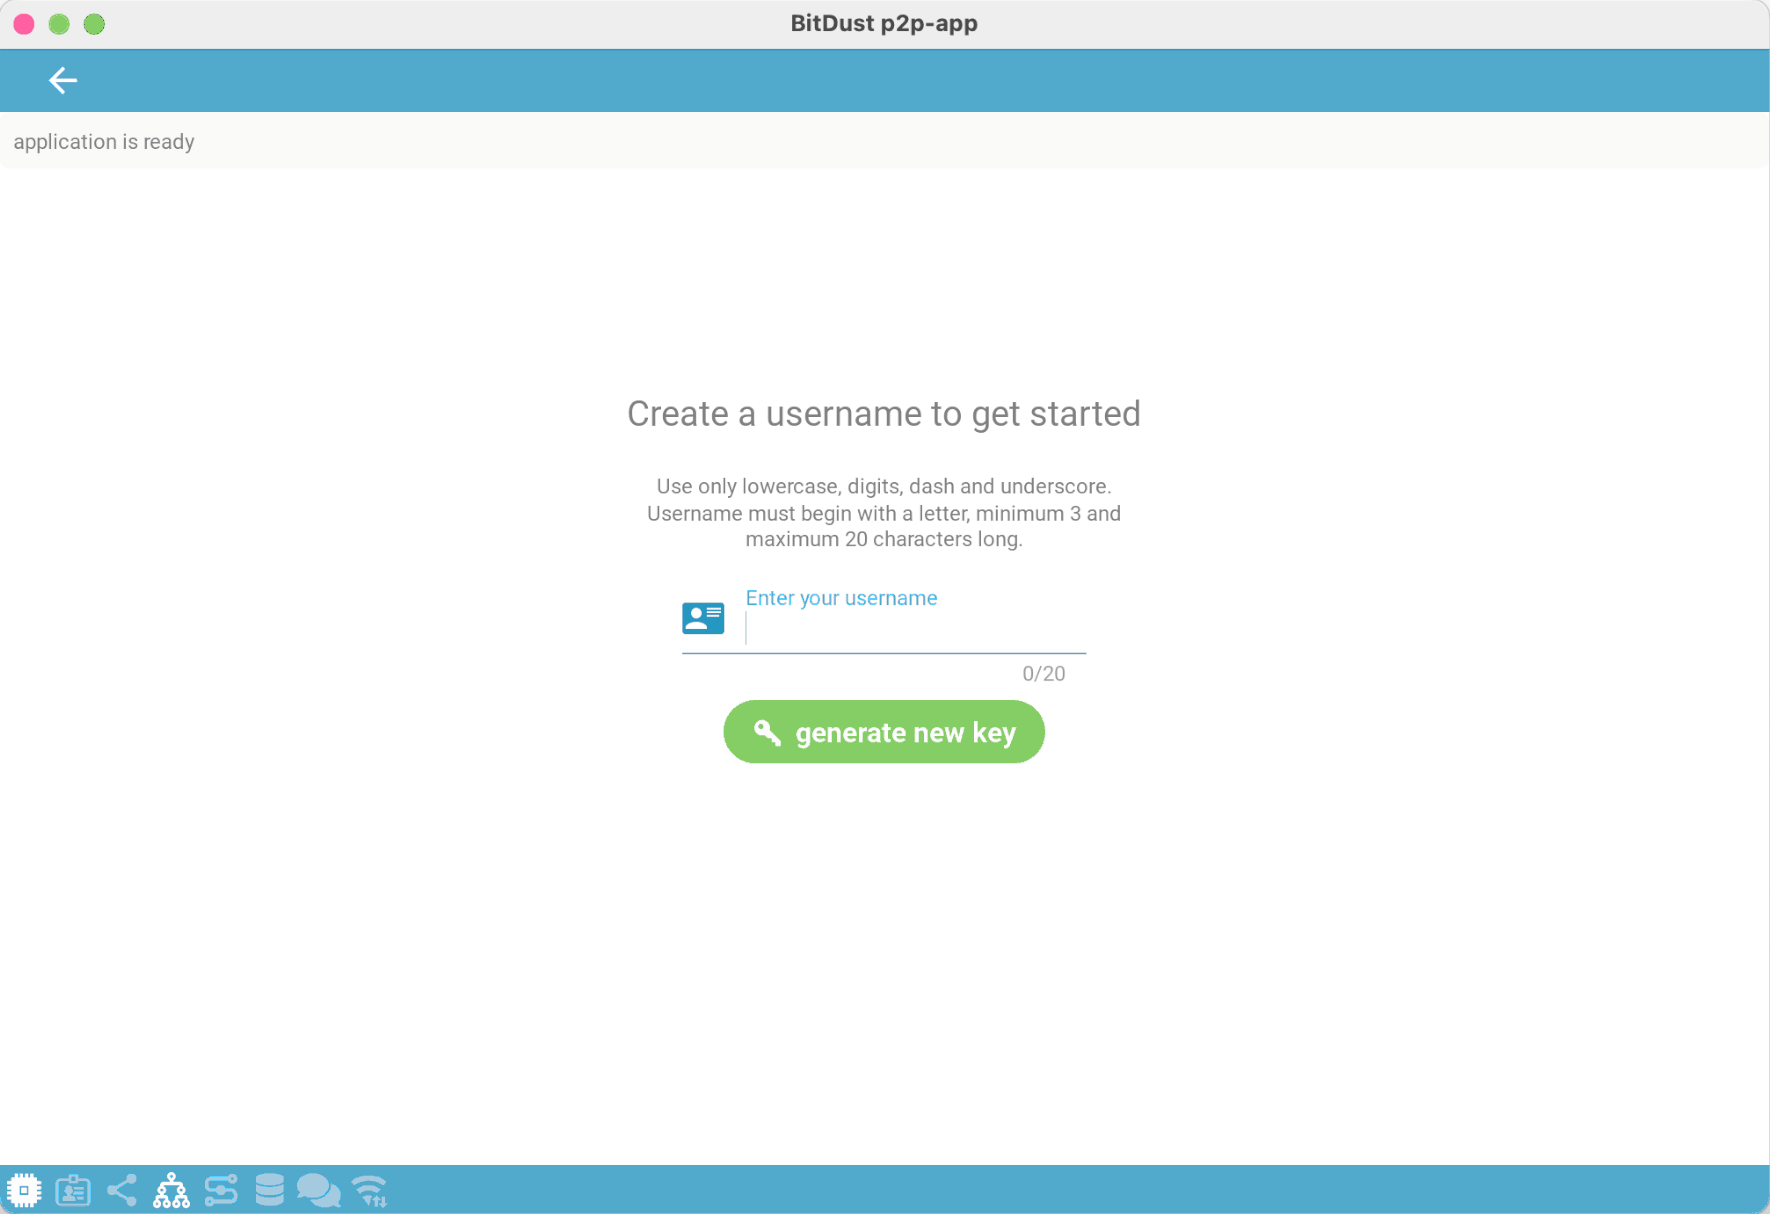 BitDust p2p-app
application is ready
Create a username to get started
Use only lowercase, digits, dash and underscore.
Username must begin with a letter, minimum 3 and
maximum 20 characters long.
Enter your username
0/20
generate new key